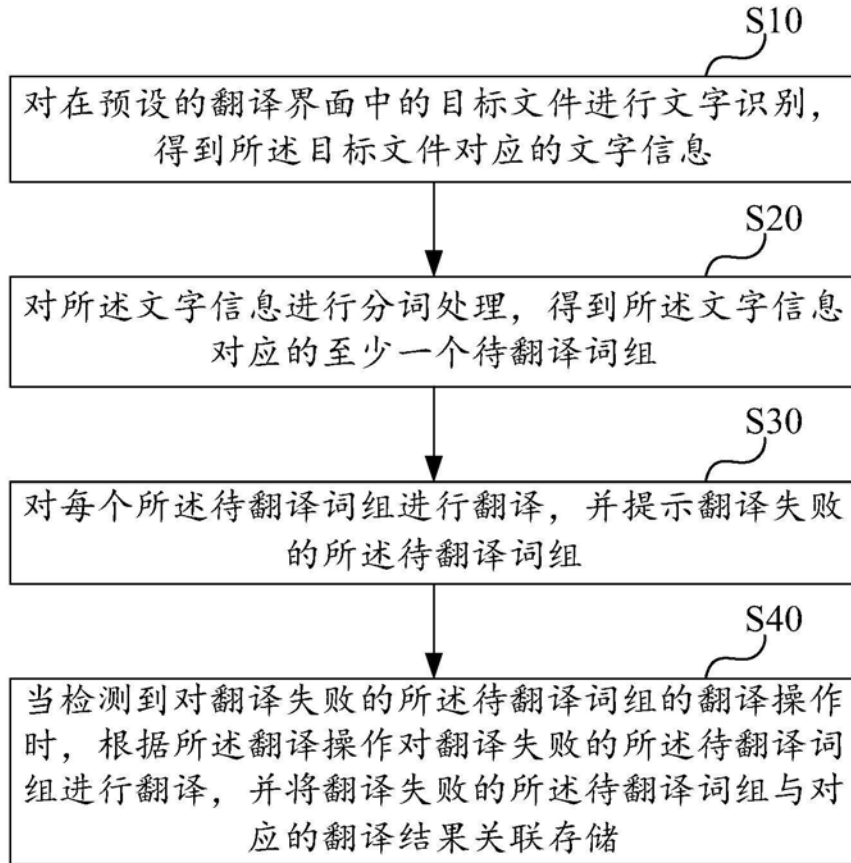 S10
对在预设的翻译界面中的目标文件进行文字识别，
得到所述目标文件对应的文字信息
S20
对所述文字信息进行分词处理，得到所述文字信息
对应的至少一个待翻译词组
S30
对每个所述待翻译词组进行翻译，并提示翻译失败
的所述待翻译词组
S40
当检测到对翻译失败的所述待翻译词组的翻译操作
时，根据所述翻译操作对翻译失败的所述待翻译词
组进行翻译，并将翻译失败的所述待翻译词组与对
应的翻译结果关联存储